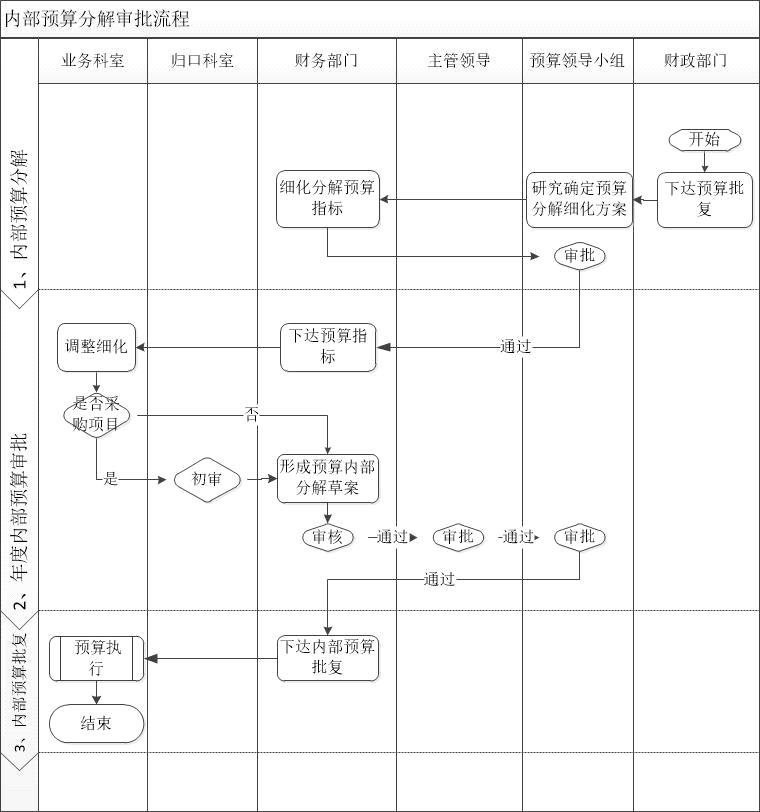 内部预算分解审批流程
业务科室
归口科室
财务部门
主管领导
预算领导小组
财政部门
1、内部预算分解
开始
下达预算批
复
研究确定预算
分解细化方案
细化分解预算
指标
审批
2、年度内部预算审批
通过
下达预算指
标
调整细化
是否采
购项目
否
是
初审
形成预算内部
分解草案
审核
通过
审批
通过
审批
通过
3、内部预算批复
下达内部预算
批复
预算执
行
结束